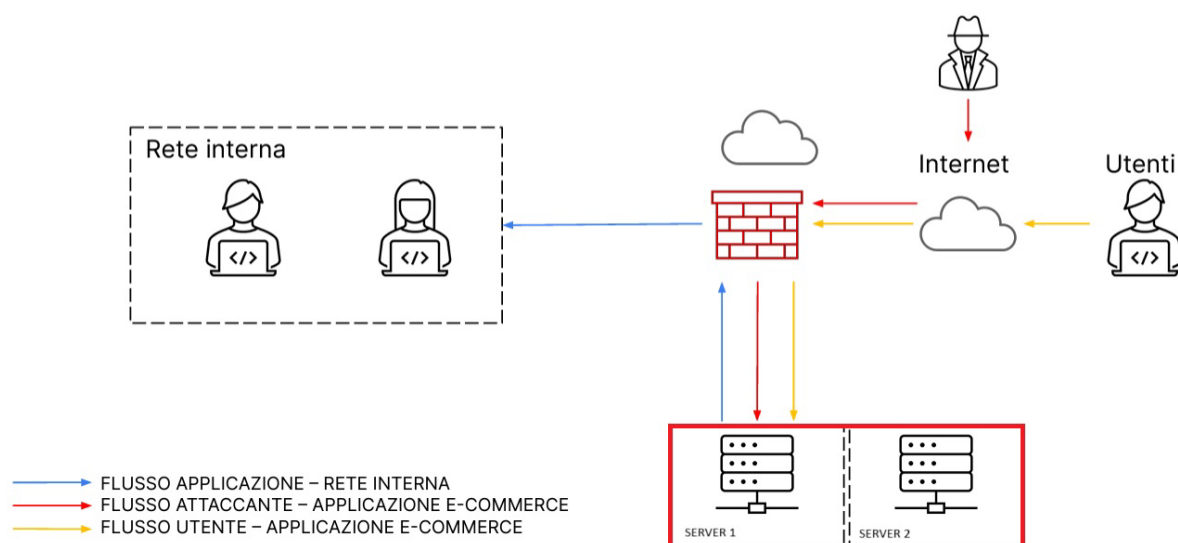 Rete interna
Internet
Utenti
</>
</>
</>
FLUSSO APPLICAZIONE – RETE INTERNA
FLUSSO ATTACCANTE – APPLICAZIONE E-COMMERCE
FLUSSO UTENTE – APPLICAZIONE E-COMMERCE
SERVER 1
SERVER 2